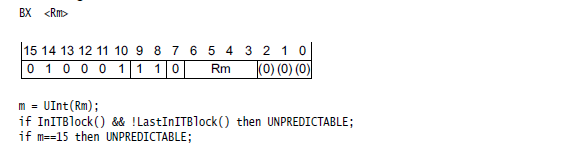 BX <Rm>
15 14 13 12 11 10 9 8 7 6 5 4 3 2 1 0
0 1 0 0 0 1 1 1 0 Rm (0) (0) (0)
m = UInt(Rm);
if InITBlock() && !LastInITBlock() then UNPREDICTABLE;
if m==15 then UNPREDICTABLE;